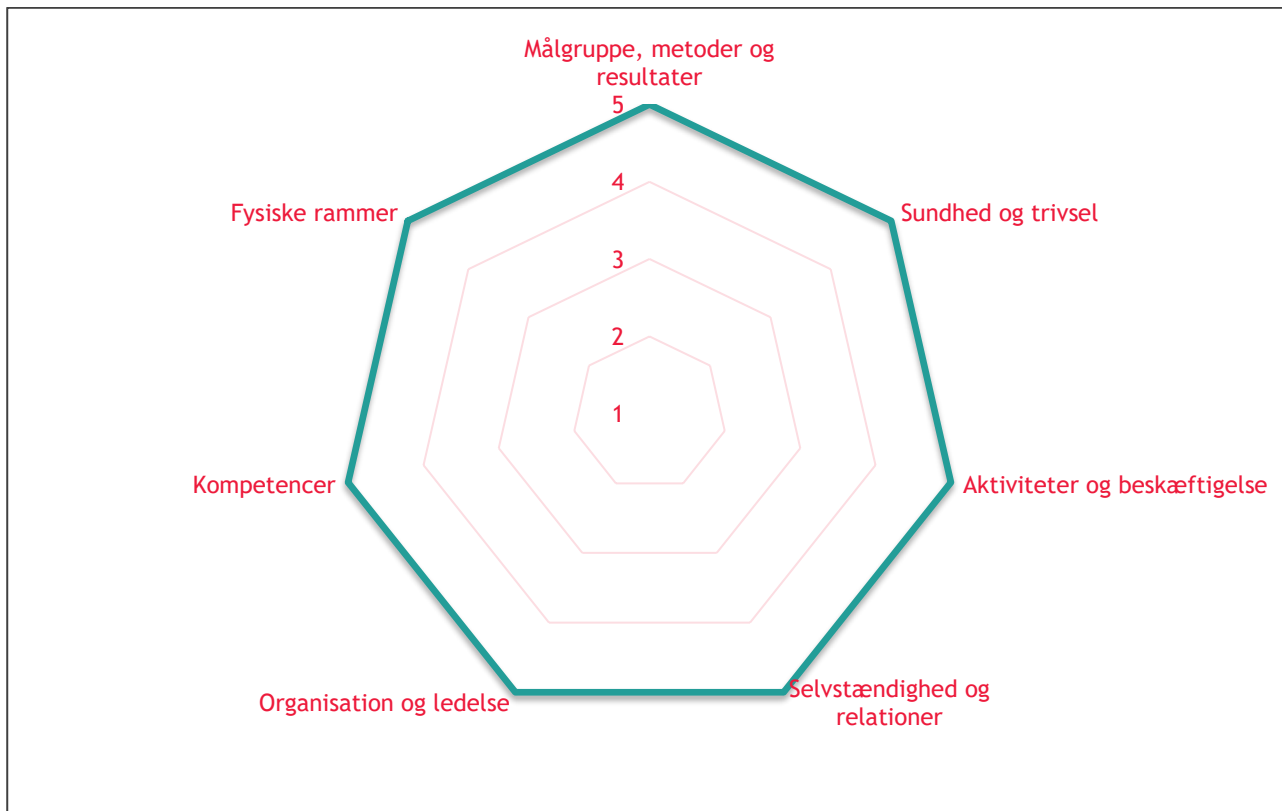 Målgruppe, metoder og
resultater
5
4
3
2
1
Sundhed og trivsel
Aktiviteter og beskæftigelse
Selvstændighed og
relationer
Organisation og ledelse
Kompetencer
Fysiske rammer